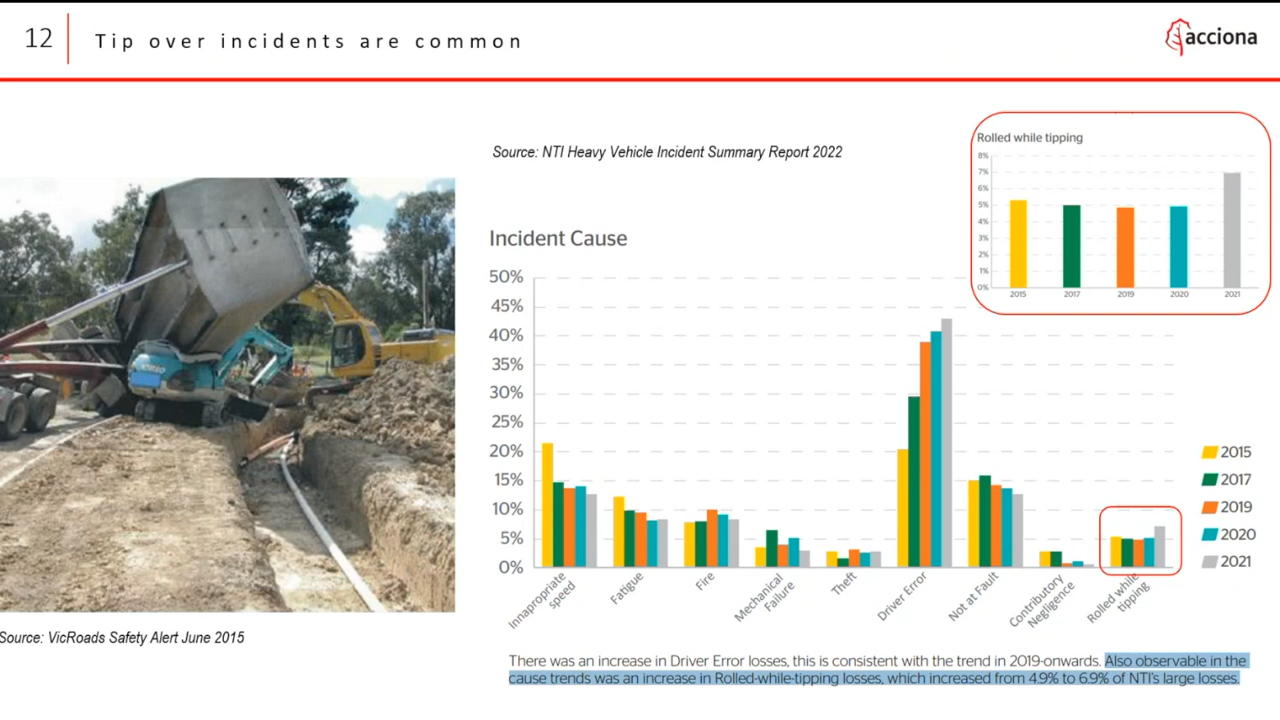 12
Tip over incidents are common
acciona
Source: NTI Heavy Vehicle Incident Summary Report 2022
Rolled while tipping
8%
7%
6%
5%
4%
3%
2%
1%
0%
2015
2017
2019
2020
2021
Incident Cause
50%
45%
40%
35%
30%
25%
20%
15%
10%
5%
0%
Innapropriate
speed
Fatigue
Fire
Mechanical
Failure
Theft
Driver Error
Not at Fault
Contributory
Negligence
Rolled while
tipping
2015
2017
2019
2020
2021
Source: VicRoads Safety Alert June 2015
There was an increase in Driver Error losses, this is consistent with the trend in 2019-onwards. Also observable in the
cause trends was an increase in Rolled-while-tipping losses, which increased from 4.9% to 6.9% of NTI's large losses.